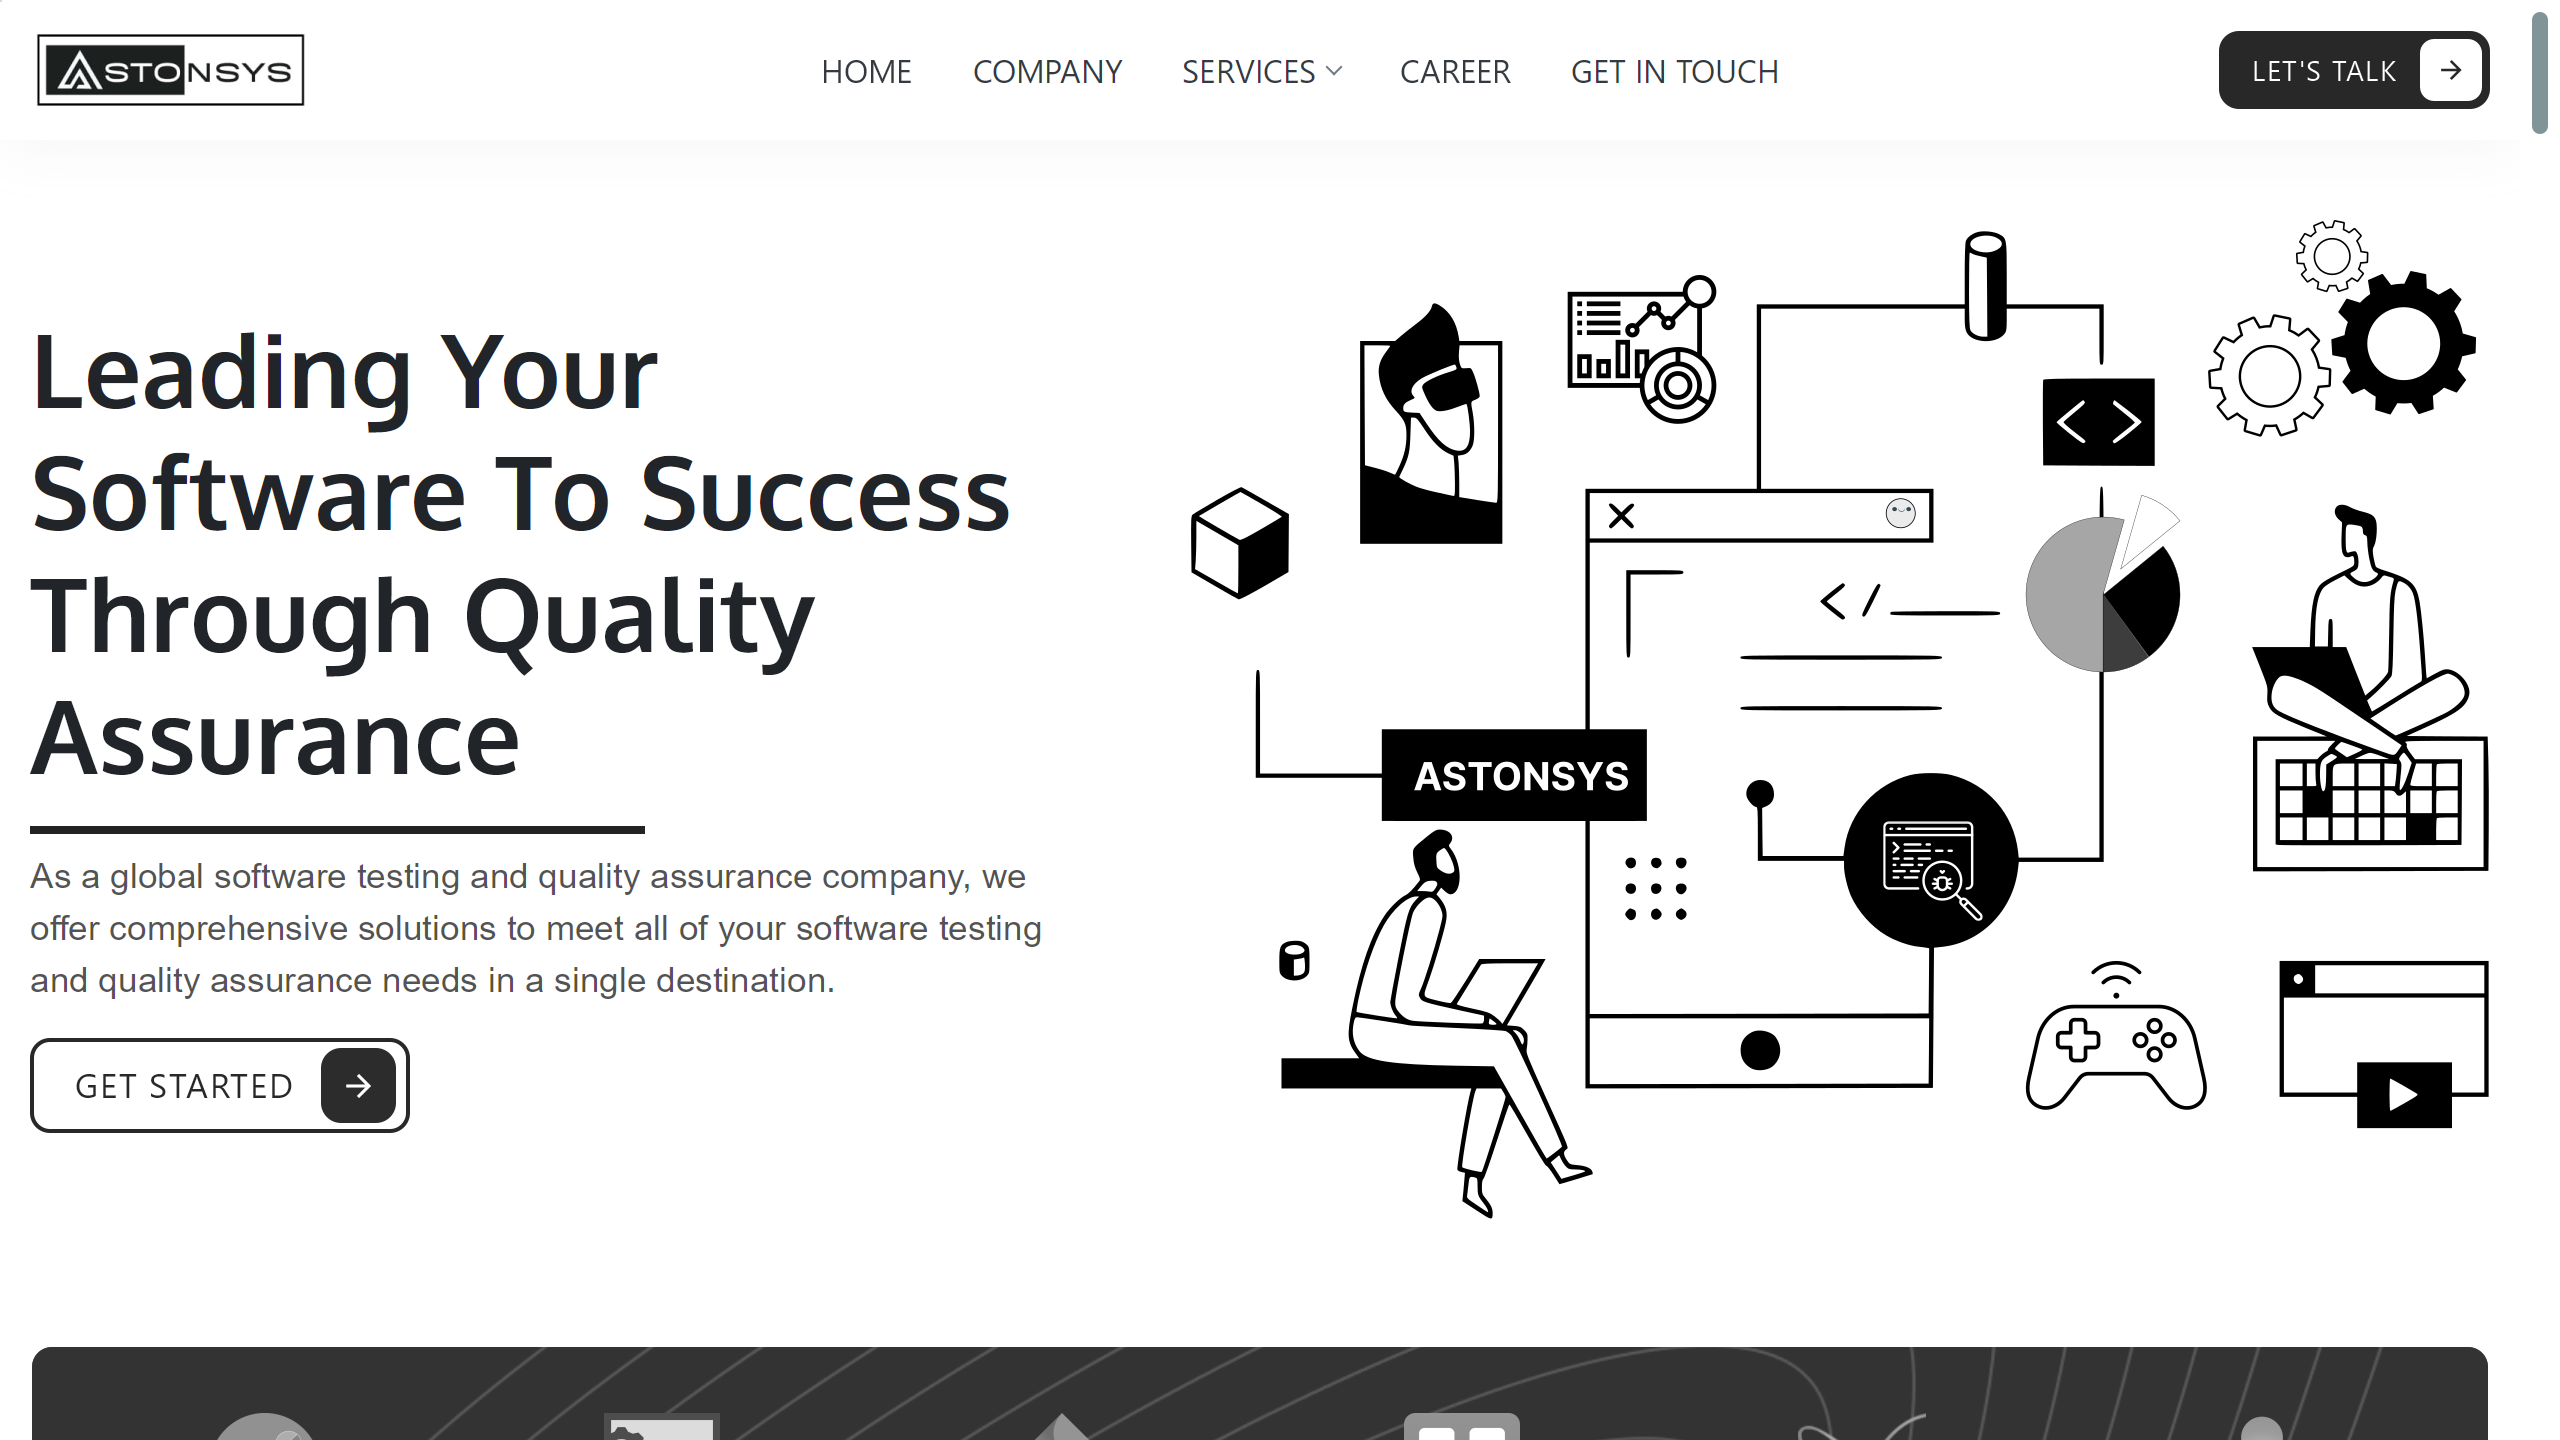 ASTONSYS
HOME COMPANY SERVICES CAREER GET IN TOUCH
LET'S TALK
Leading Your
Software To Success
Through Quality
Assurance
As a global software testing and quality assurance company, we
offer comprehensive solutions to meet all of your software testing
and quality assurance needs in a single destination.
GET STARTED
< >
</
ASTONSYS